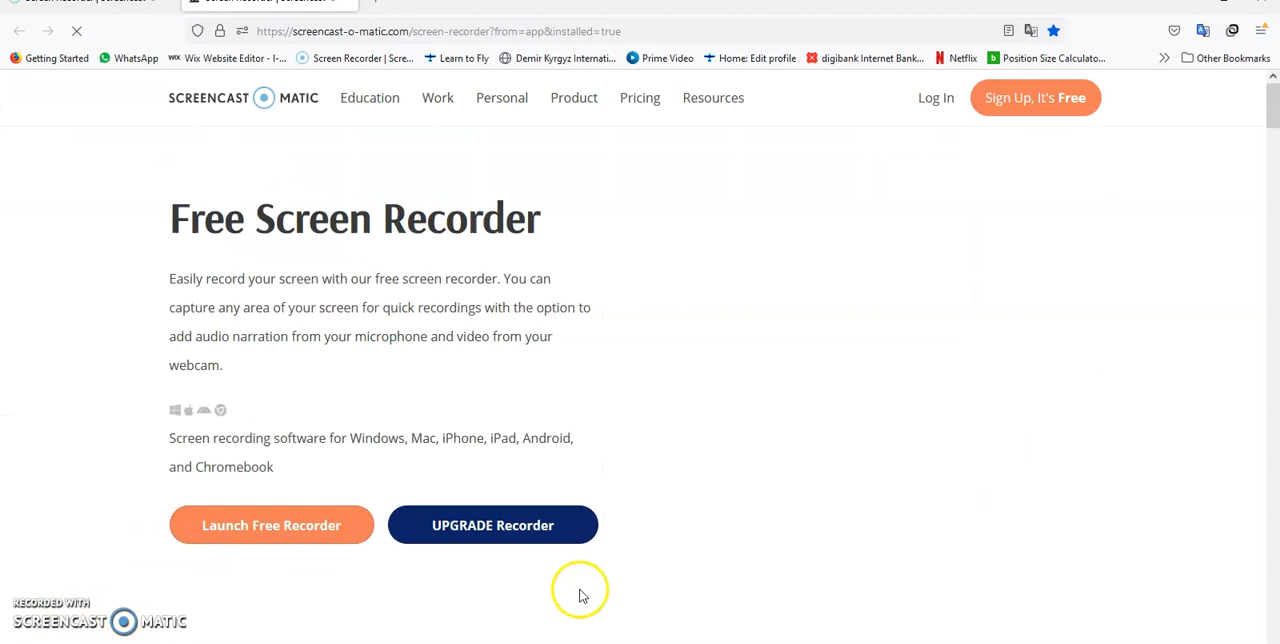 https://screencast-o-matic.com/screen-recorder?from=app&installed=true
Getting Started WhatsApp WIX Wix Website Editor - I-... Screen Recorder | Scre... Learn to Fly Demir Kyrgyz Internati... Prime Video Home: Edit profile digibank Internet Bank... Netflix Position Size Calculato... Other Bookmarks
SCREENCAST MATIC Education Work Personal Product Pricing Resources Log In Sign Up, It's Free
Free Screen Recorder
Easily record your screen with our free screen recorder. You can
capture any area of your screen for quick recordings with the option to
add audio narration from your microphone and video from your
webcam.
Screen recording software for Windows, Mac, iPhone, iPad, Android,
and Chromebook
Launch Free Recorder UPGRADE Recorder
RECORDED WITH
SCREENCAST MATIC